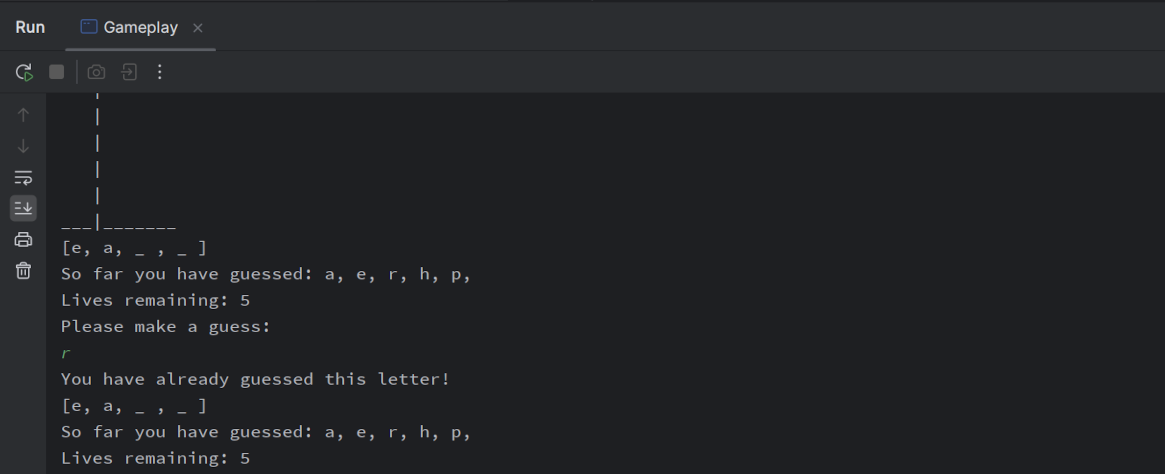 Run Gameplay
|
|
|
|
___|_______
[e, a, _ , _ ]
So far you have guessed: a, e, r, h, p,
Lives remaining: 5
Please make a guess:
r
You have already guessed this letter!
[e, a, _ , _ ]
So far you have guessed: a, e, r, h, p,
Lives remaining: 5